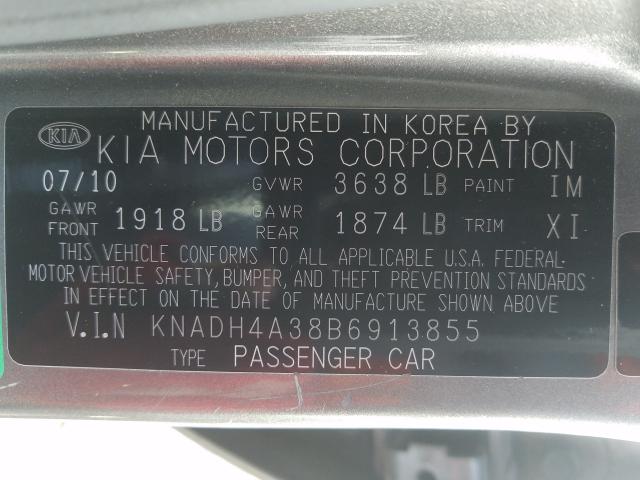 MANUFACTURED IN KOREA BY
KIA KIA MOTORS CORPORATION
07/10 GVWR 3638 LB PAINT IM
GAWR FRONT 1918 LB GAWR REAR 1874 LB TRIM XI
THIS VEHICLE CONFORMS TO ALL APPLICABLE U.S.A. FEDERAL
MOTOR VEHICLE SAFETY, BUMPER, AND THEFT PREVENTION STANDARDS
IN EFFECT ON THE DATE OF MANUFACTURE SHOWN ABOVE
V.I.N KNADH4A38B6913855
TYPE PASSENGER CAR